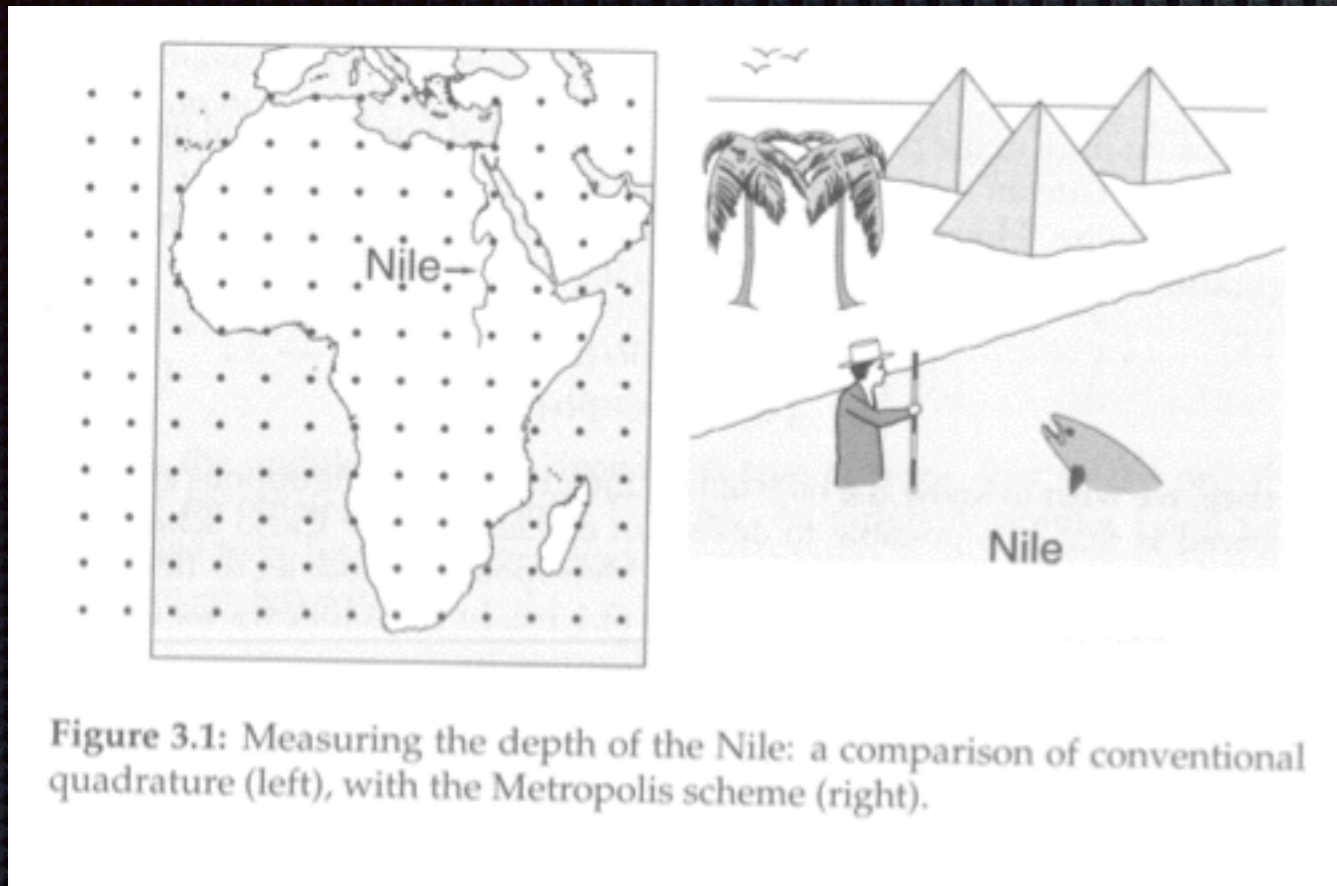 Nile
Nile
Figure 3.1: Measuring the depth of the Nile: a comparison of conventional
quadrature (left), with the Metropolis scheme (right).